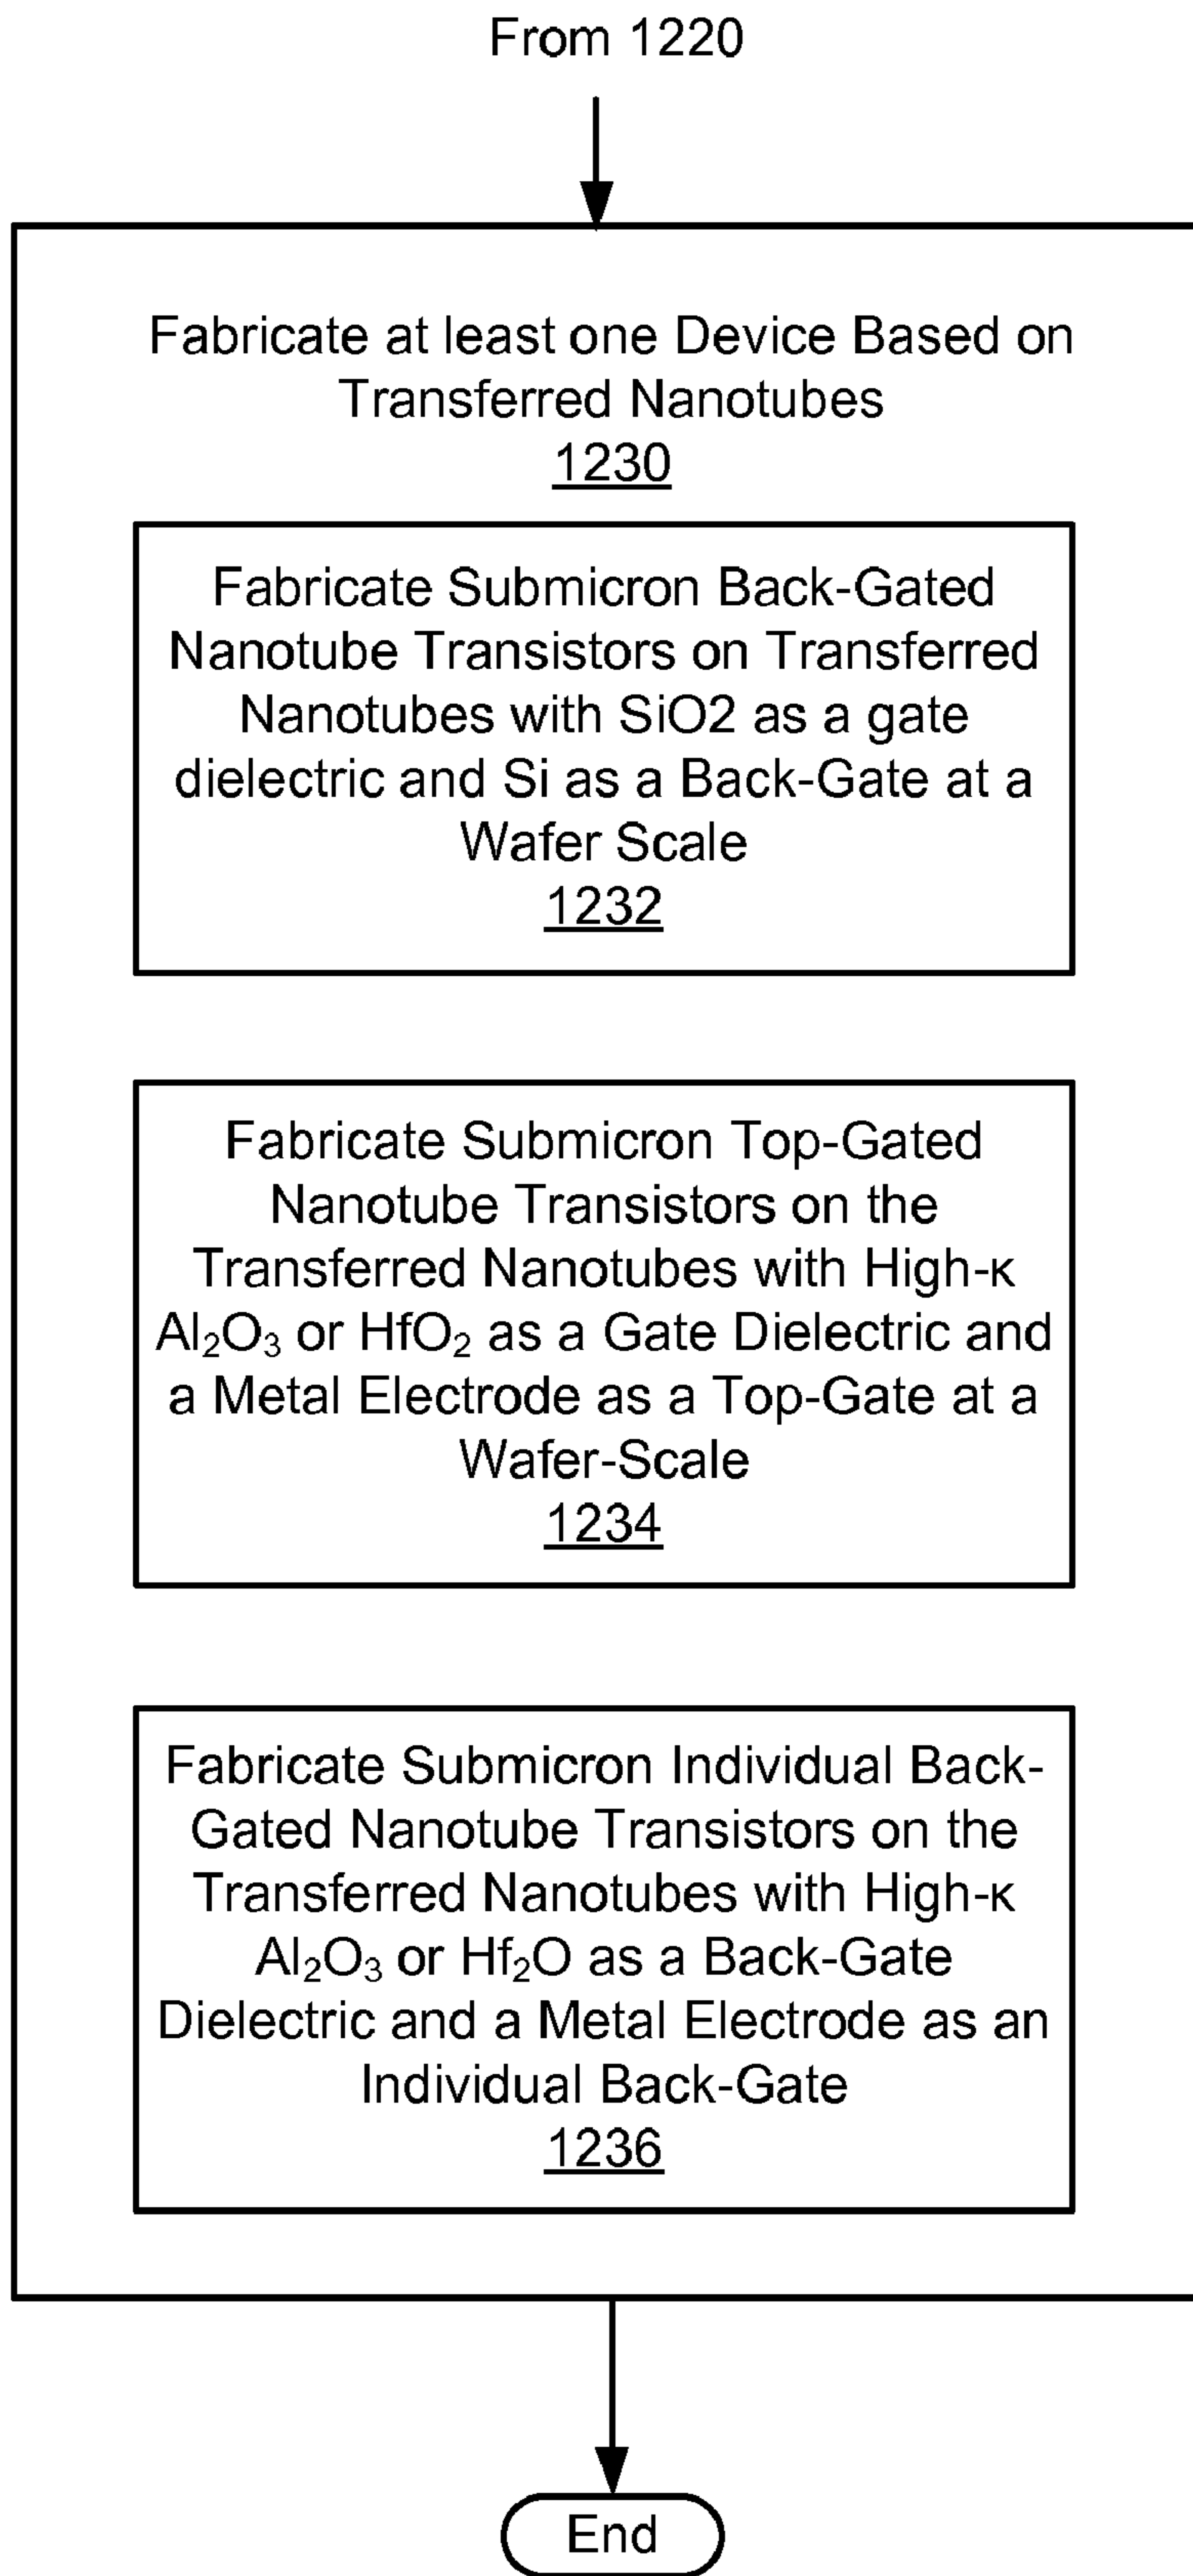 From 1220
Fabricate at least one Device Based on
Transferred Nanotubes
1230
Fabricate Submicron Back-Gated
Nanotube Transistors on Transferred
Nanotubes with SiO2 as a gate
dielectric and Si as a Back-Gate at a
Wafer Scale
1232
Fabricate Submicron Top-Gated
Nanotube Transistors on the
Transferred Nanotubes with High-κ
Al₂O₃ or HfO₂ as a Gate Dielectric and
a Metal Electrode as a Top-Gate at a
Wafer-Scale
1234
Fabricate Submicron Individual Back-
Gated Nanotube Transistors on the
Transferred Nanotubes with High-κ
Al₂O₃ or Hf₂O as a Back-Gate
Dielectric and a Metal Electrode as an
Individual Back-Gate
1236
End